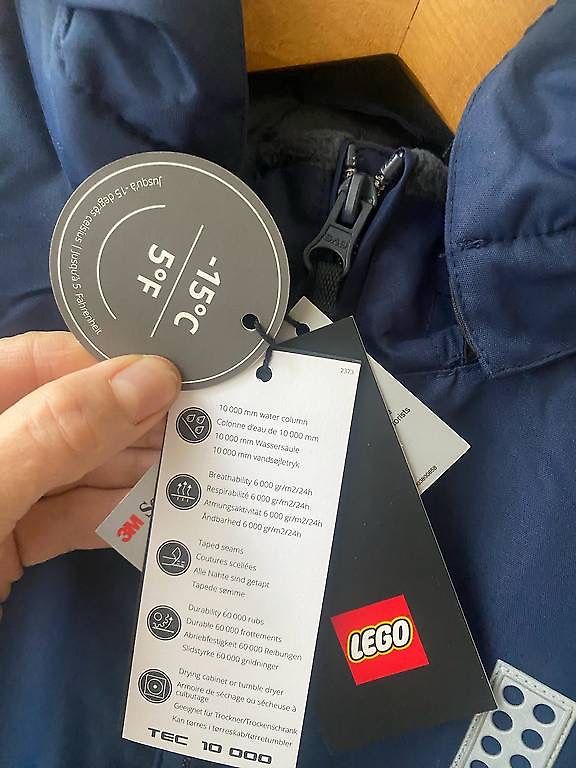 Jusqu'à -15 degrés celsius / Jusqu'à 5 Fahrenheit
-15°C
5°F
2373
10 000 mm water column
Colonne d'eau de 10 000 mm
10 000 mm Wassersäule
10 000 mm vandsøjletryk
Breathability 6 000 gr/m2/24h
Respirabilité 6 000 gr/m2/24h
Atmungsaktivität 6 000 gr/m2/24h
Åndbarhed 6 000 gr/m2/24h
Taped seams
Coutures scellées
Alle Nähte sind getapt
Tapede sømme
Durability 60 000 rubs
Durable 60 000 frottements
Abriebfestigkeit 60 000 Reibungen
Slidstyrke 60 000 gnidninger
Drying cabinet or tumble dryer
Armoire de séchage ou sécheuse à
culbutage
Geeignet für Trockner/Trockenschrank
Kan tørres i tørreskab/tørretumbler
TEC 10 000
3M
LEGO